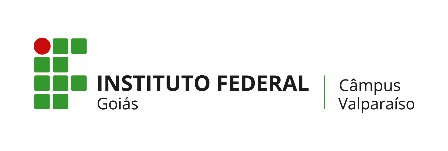 INSTITUTO FEDERAL
Goiás
Câmpus
Valparaíso